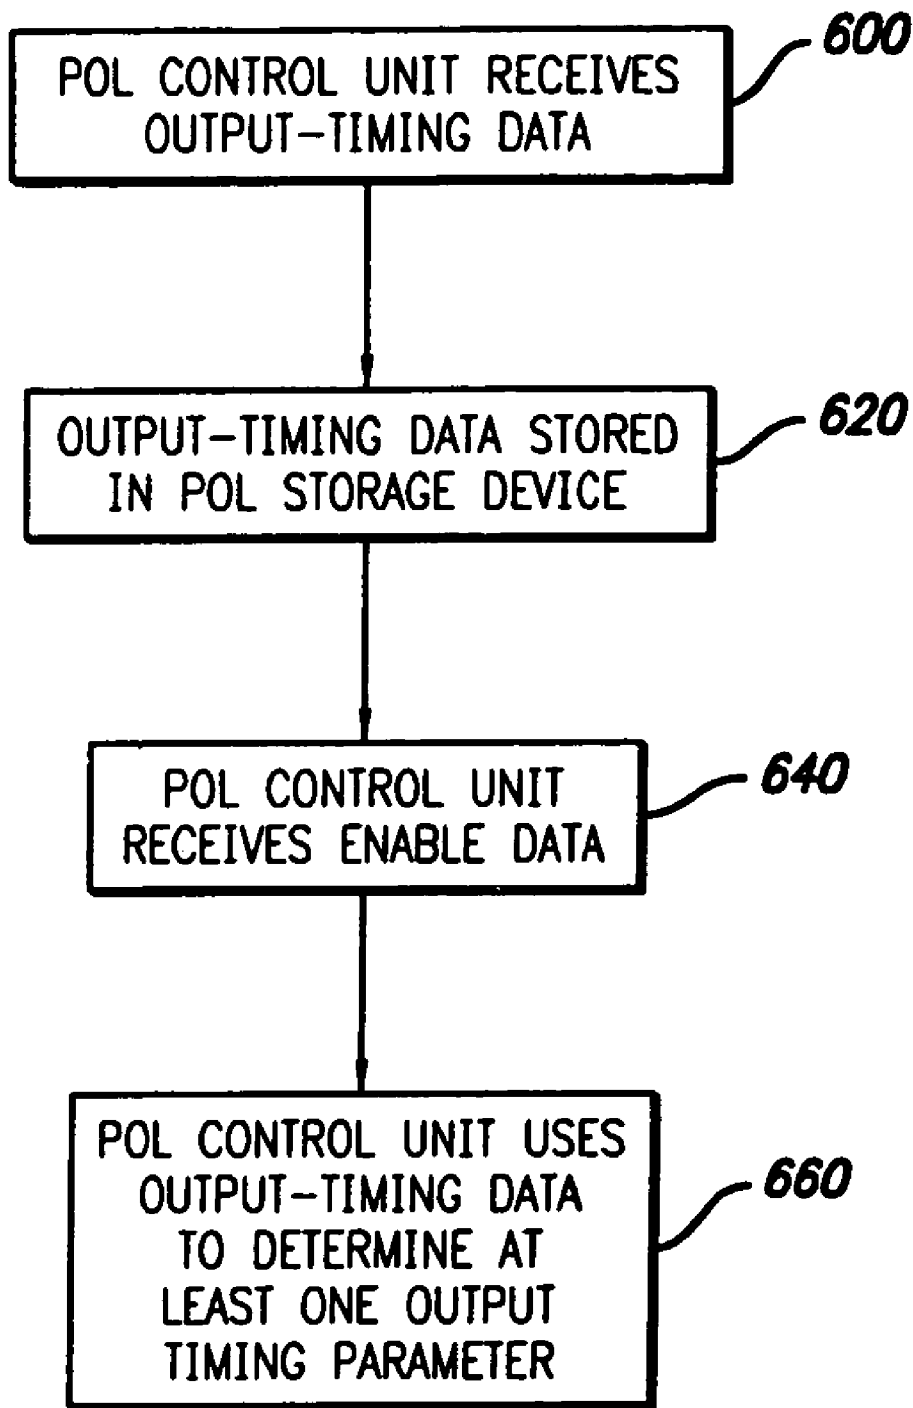 POL CONTROL UNIT RECEIVES
OUTPUT-TIMING DATA
600
OUTPUT-TIMING DATA STORED
IN POL STORAGE DEVICE
620
POL CONTROL UNIT
RECEIVES ENABLE DATA
640
POL CONTROL UNIT USES
OUTPUT-TIMING DATA
TO DETERMINE AT
LEAST ONE OUTPUT
TIMING PARAMETER
660